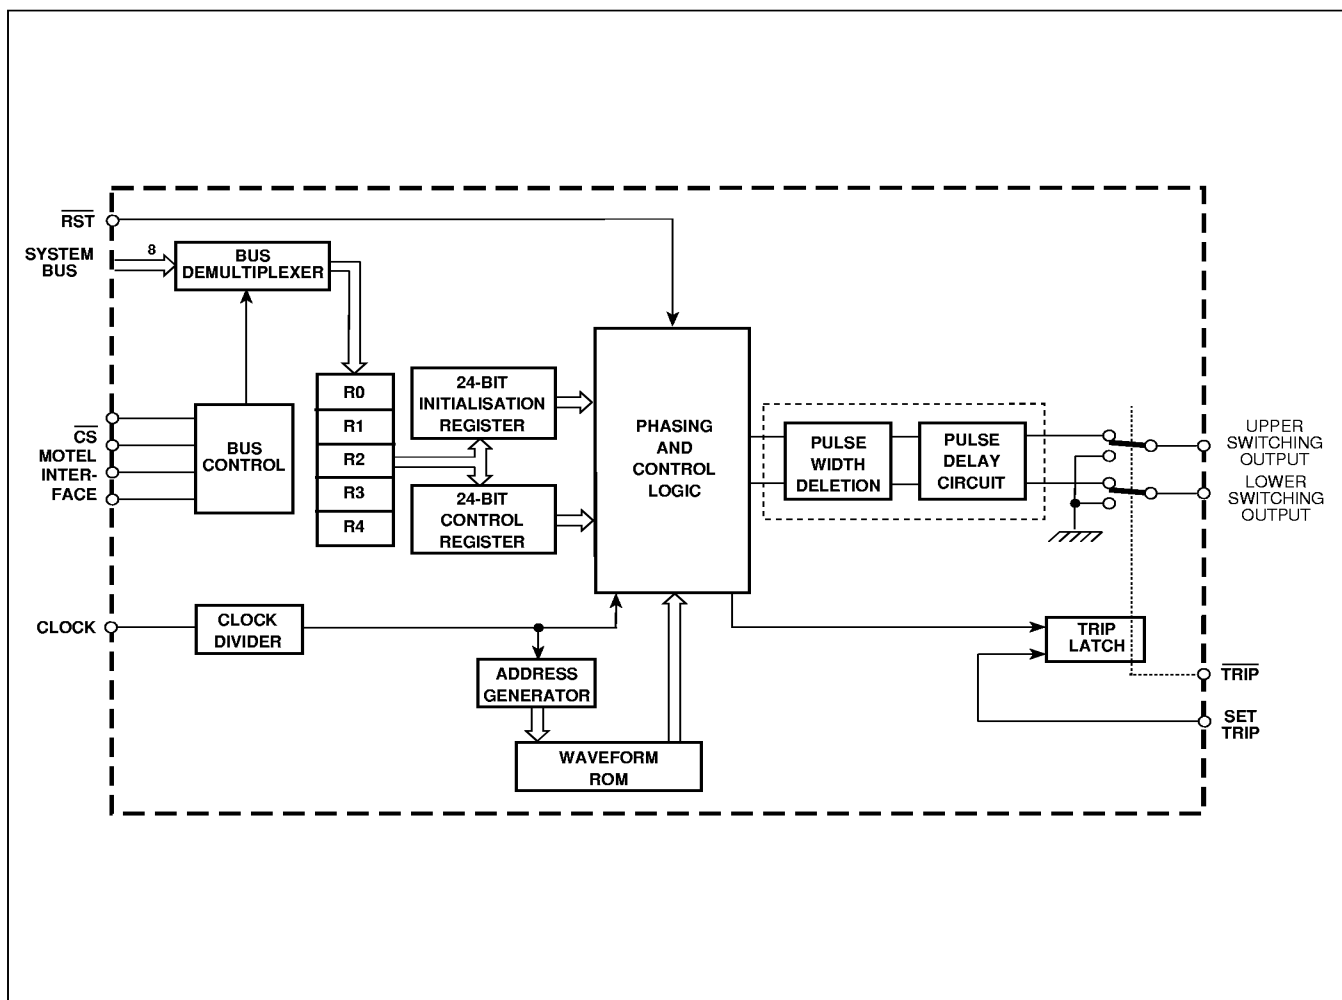 RST
SYSTEM
BUS
8
BUS
DEMULTIPLEXER
CS
MOTEL
INTER-
FACE
BUS
CONTROL
R0
R1
R2
R3
R4
24-BIT
INITIALISATION
REGISTER
24-BIT
CONTROL
REGISTER
PHASING
AND
CONTROL
LOGIC
PULSE
WIDTH
DELETION
PULSE
DELAY
CIRCUIT
UPPER
SWITCHING
OUTPUT
LOWER
SWITCHING
OUTPUT
CLOCK
CLOCK
DIVIDER
ADDRESS
GENERATOR
WAVEFORM
ROM
TRIP
LATCH
TRIP
SET
TRIP